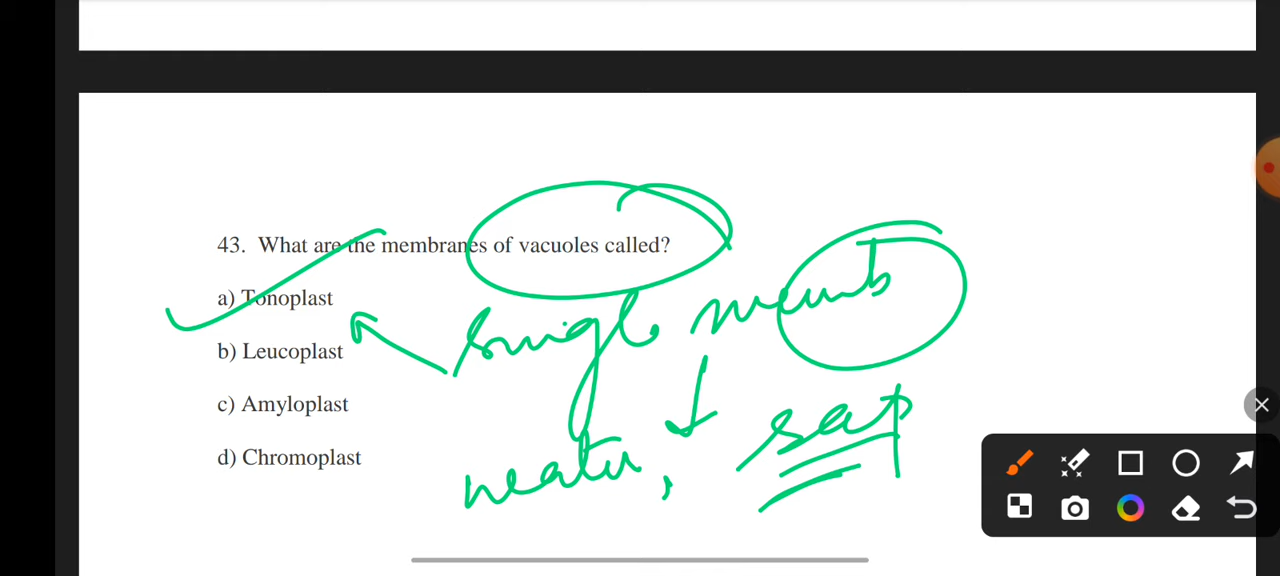 43. What are the membranes of vacuoles called?
a) Tonoplast
b) Leucoplast
c) Amyloplast
d) Chromoplast
single memb
water, sap